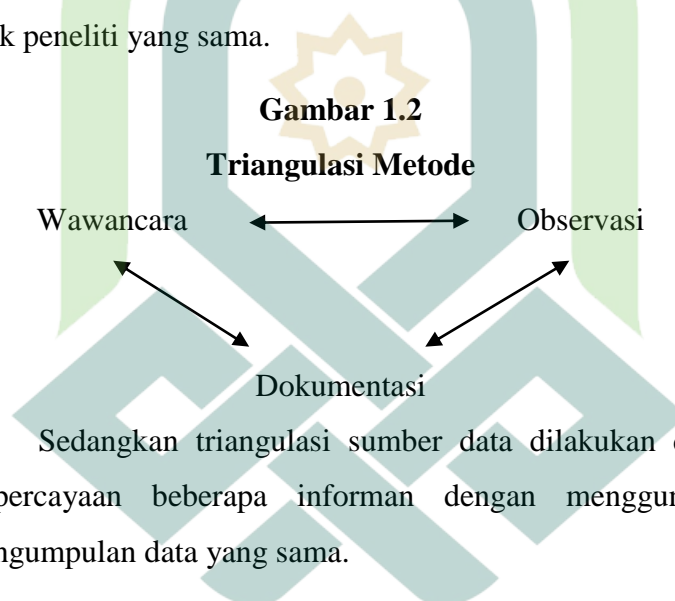 k peneliti yang sama.
Gambar 1.2
Triangulasi Metode
Wawancara Observasi
Dokumentasi
Sedangkan triangulasi sumber data dilakukan
percayaan beberapa informan dengan menggun
ngumpulan data yang sama.